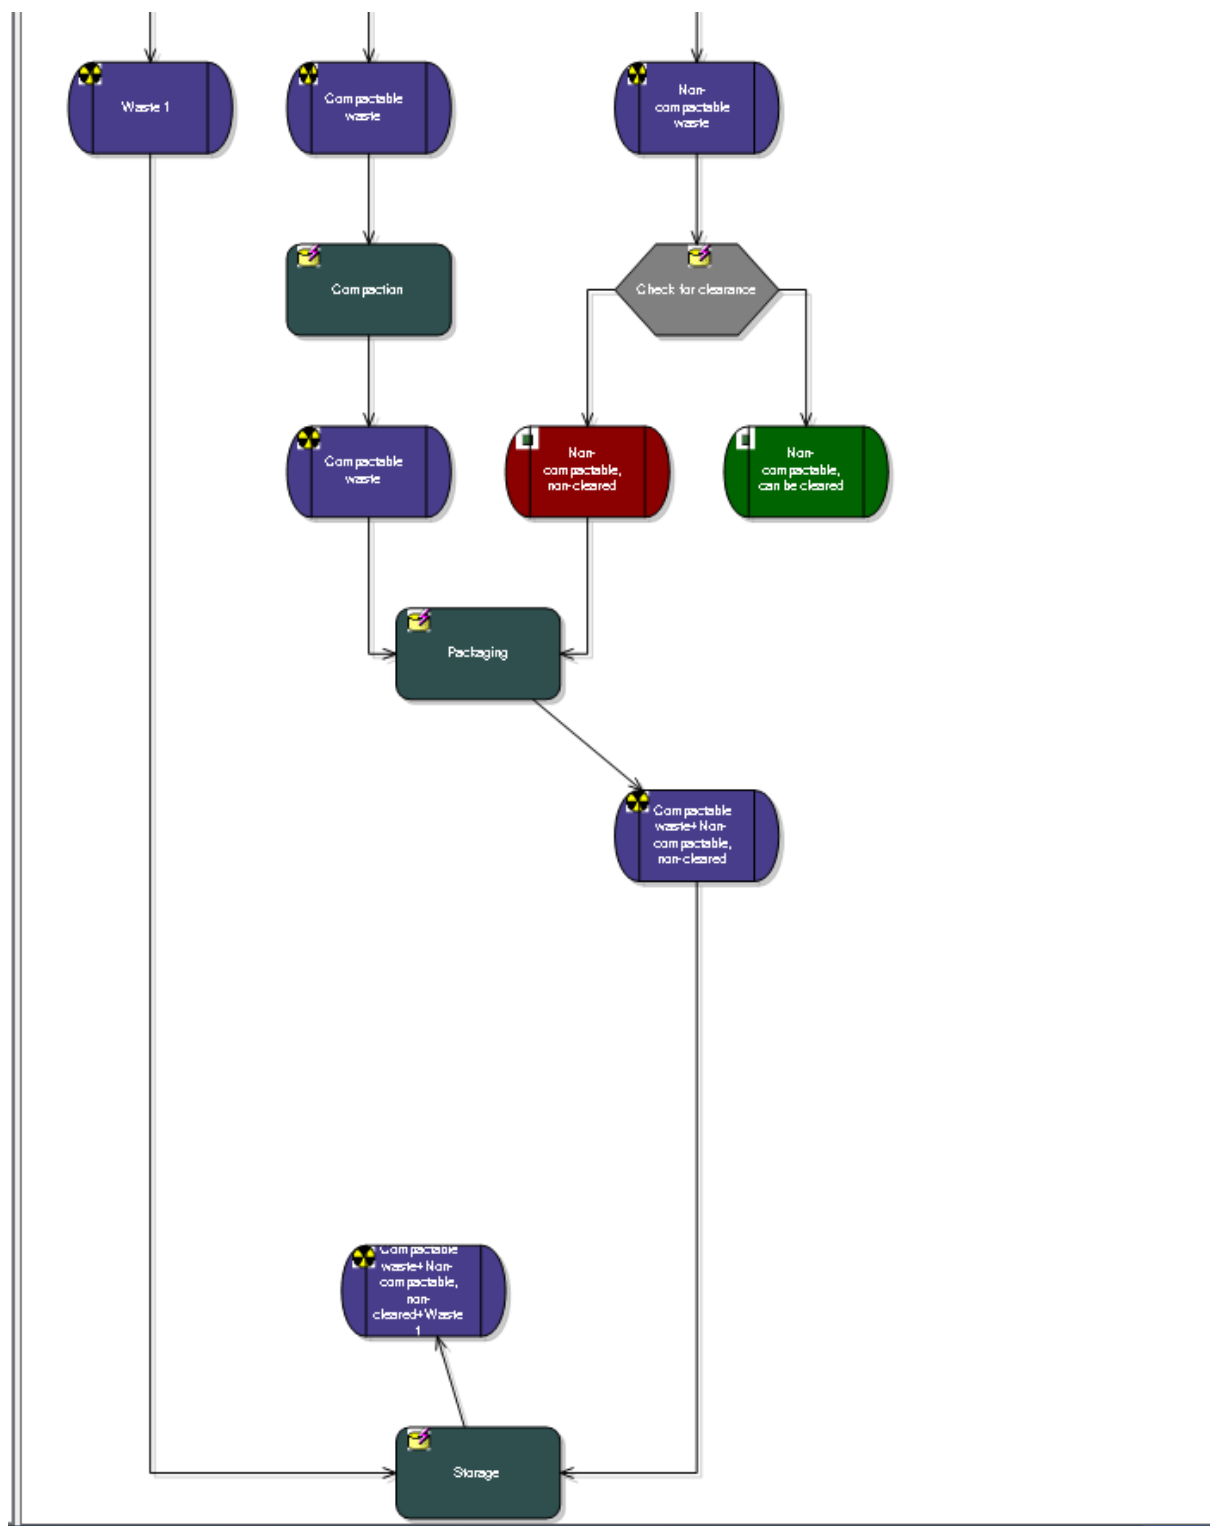 Waste 1
Compactable
waste
Non-
compactable
waste
Compaction
Check for clearance
Compactable
waste
Non-
compactable,
non-cleared
Non-
compactable,
can be cleared
Packaging
Compactable
waste+Non-
compactable,
non-cleared
Compactable
waste+Non-
compactable,
non-
cleared+Waste
1
Storage